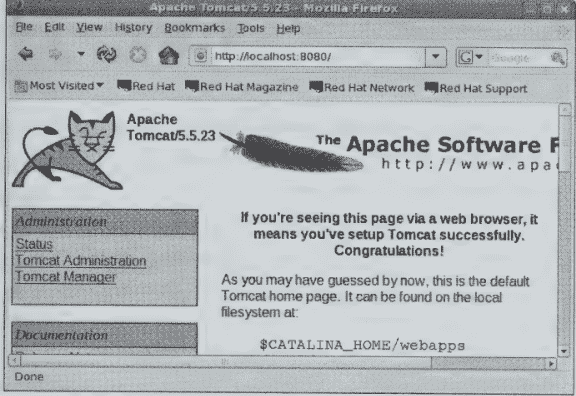 Apache Tomcat/5.5.23 - Mozilla Firefox
File Edit View History Bookmarks Tools Help
http://localhost:8080/
G Google
Most Visited Red Hat Red Hat Magazine Red Hat Network Red Hat Support
Apache
Tomcat/5.5.23
The Apache Software F
http://www.apac
Administration
Status
Tomcat Administration
Tomcat Manager
If you're seeing this page via a web browser, it
means you've setup Tomcat successfully.
Congratulations!
As you may have guessed by now, this is the default
Tomcat home page. It can be found on the local
filesystem at:
$CATALINA_HOME/webapps
Documentation
Done